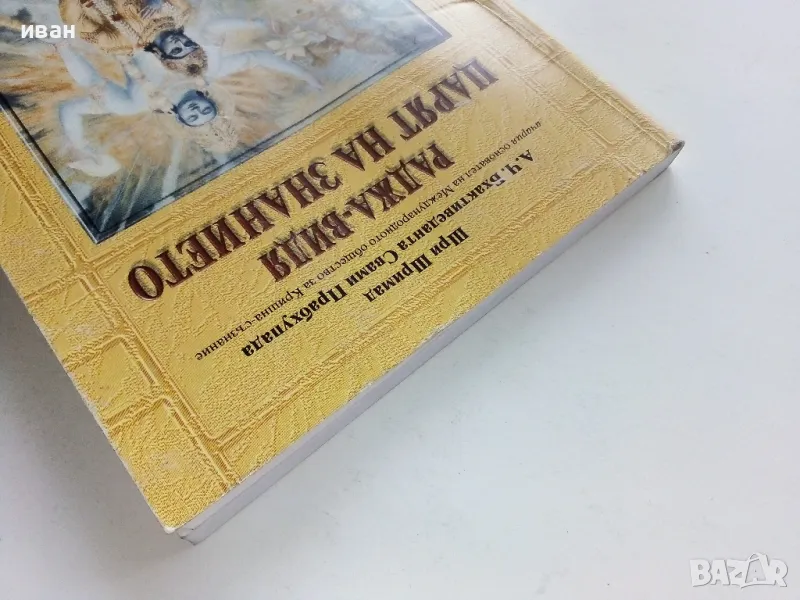 иван
Шри Шримад
А.Ч. Бхактиведанта Свами Прабхупада
ачария основател на Международното общество за Кришна-съзнание
РАДЖА-ВИДЯ
ЦАРЯТ НА ЗНАНИЕТО
BAZAR